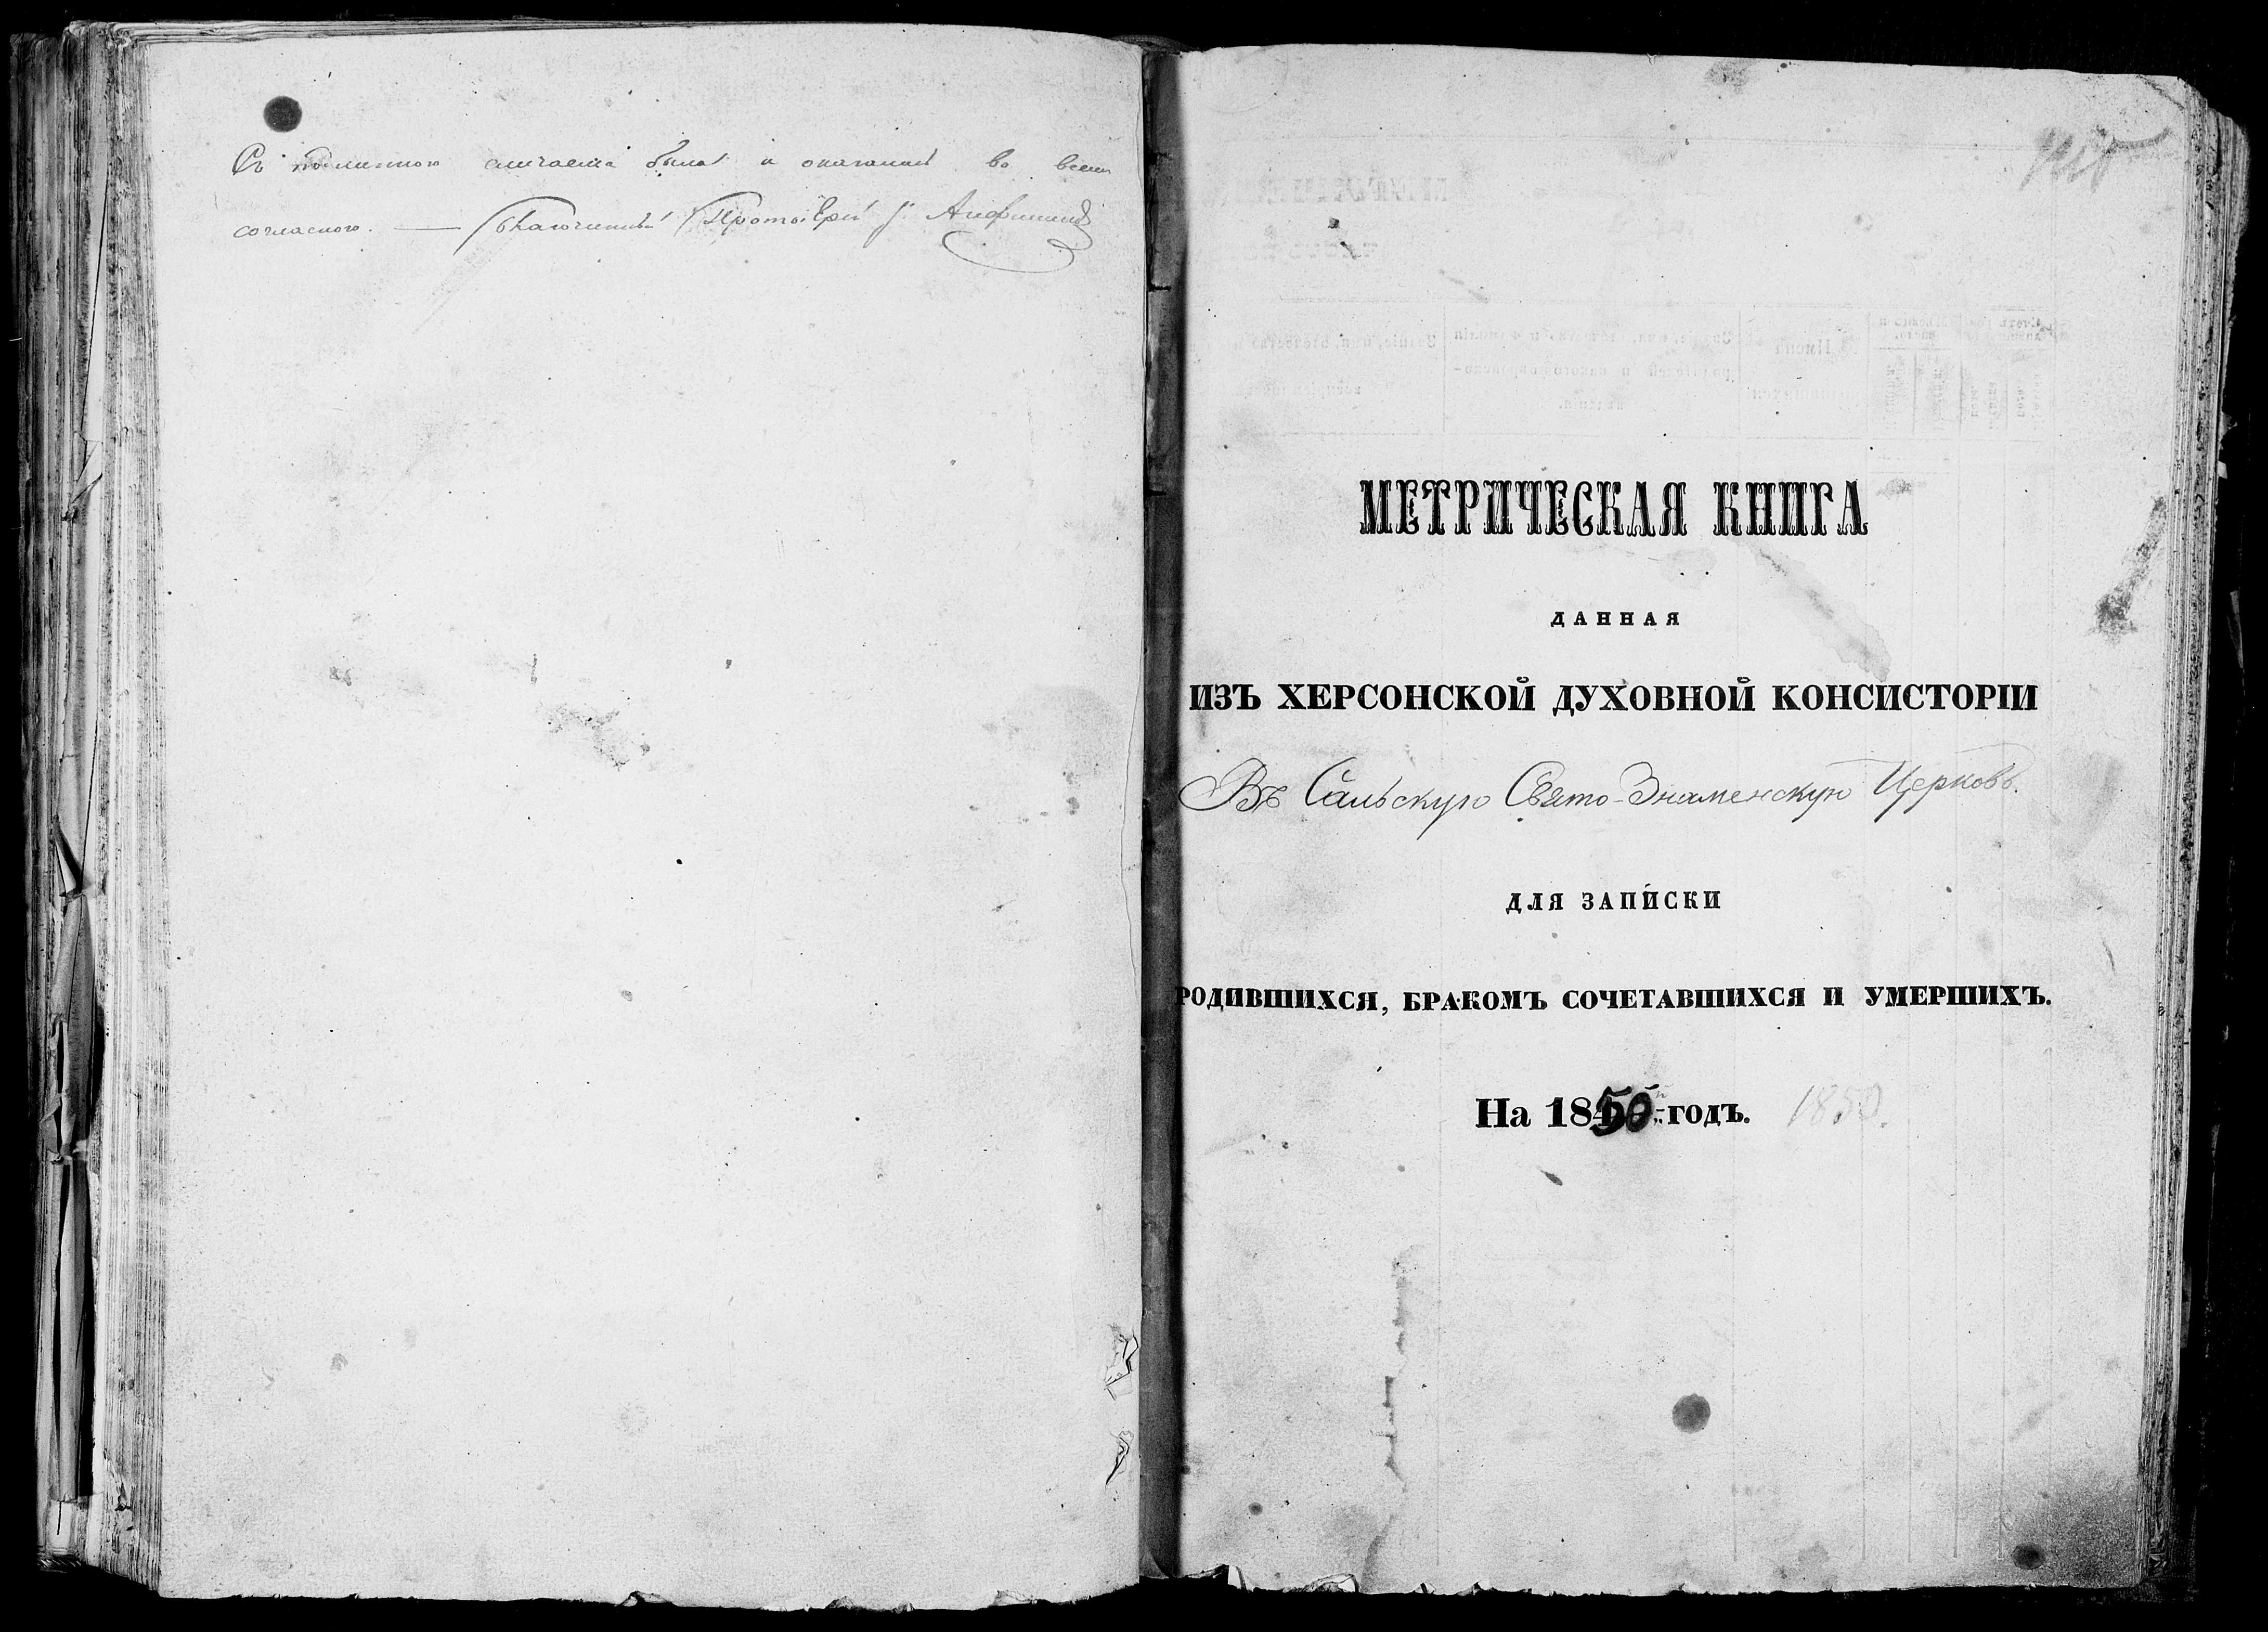 Съ подлинною сличаема была и оказалась во всемъ
согласною. — Благочинный Протоіерей
МЕТРИЧЕСКАЯ КНИГА
ДАННАЯ
ИЗЪ ХЕРСОНСКОЙ ДУХОВНОЙ КОНСИСТОРІИ
Въ Сальскую Свято-Знаменскую Церковь.
ДЛЯ ЗАПИСКИ
РОДИВШИХСЯ, БРАКОМЪ СОЧЕТАВШИХСЯ И УМЕРШИХЪ.
На 1850 годъ. 1850.